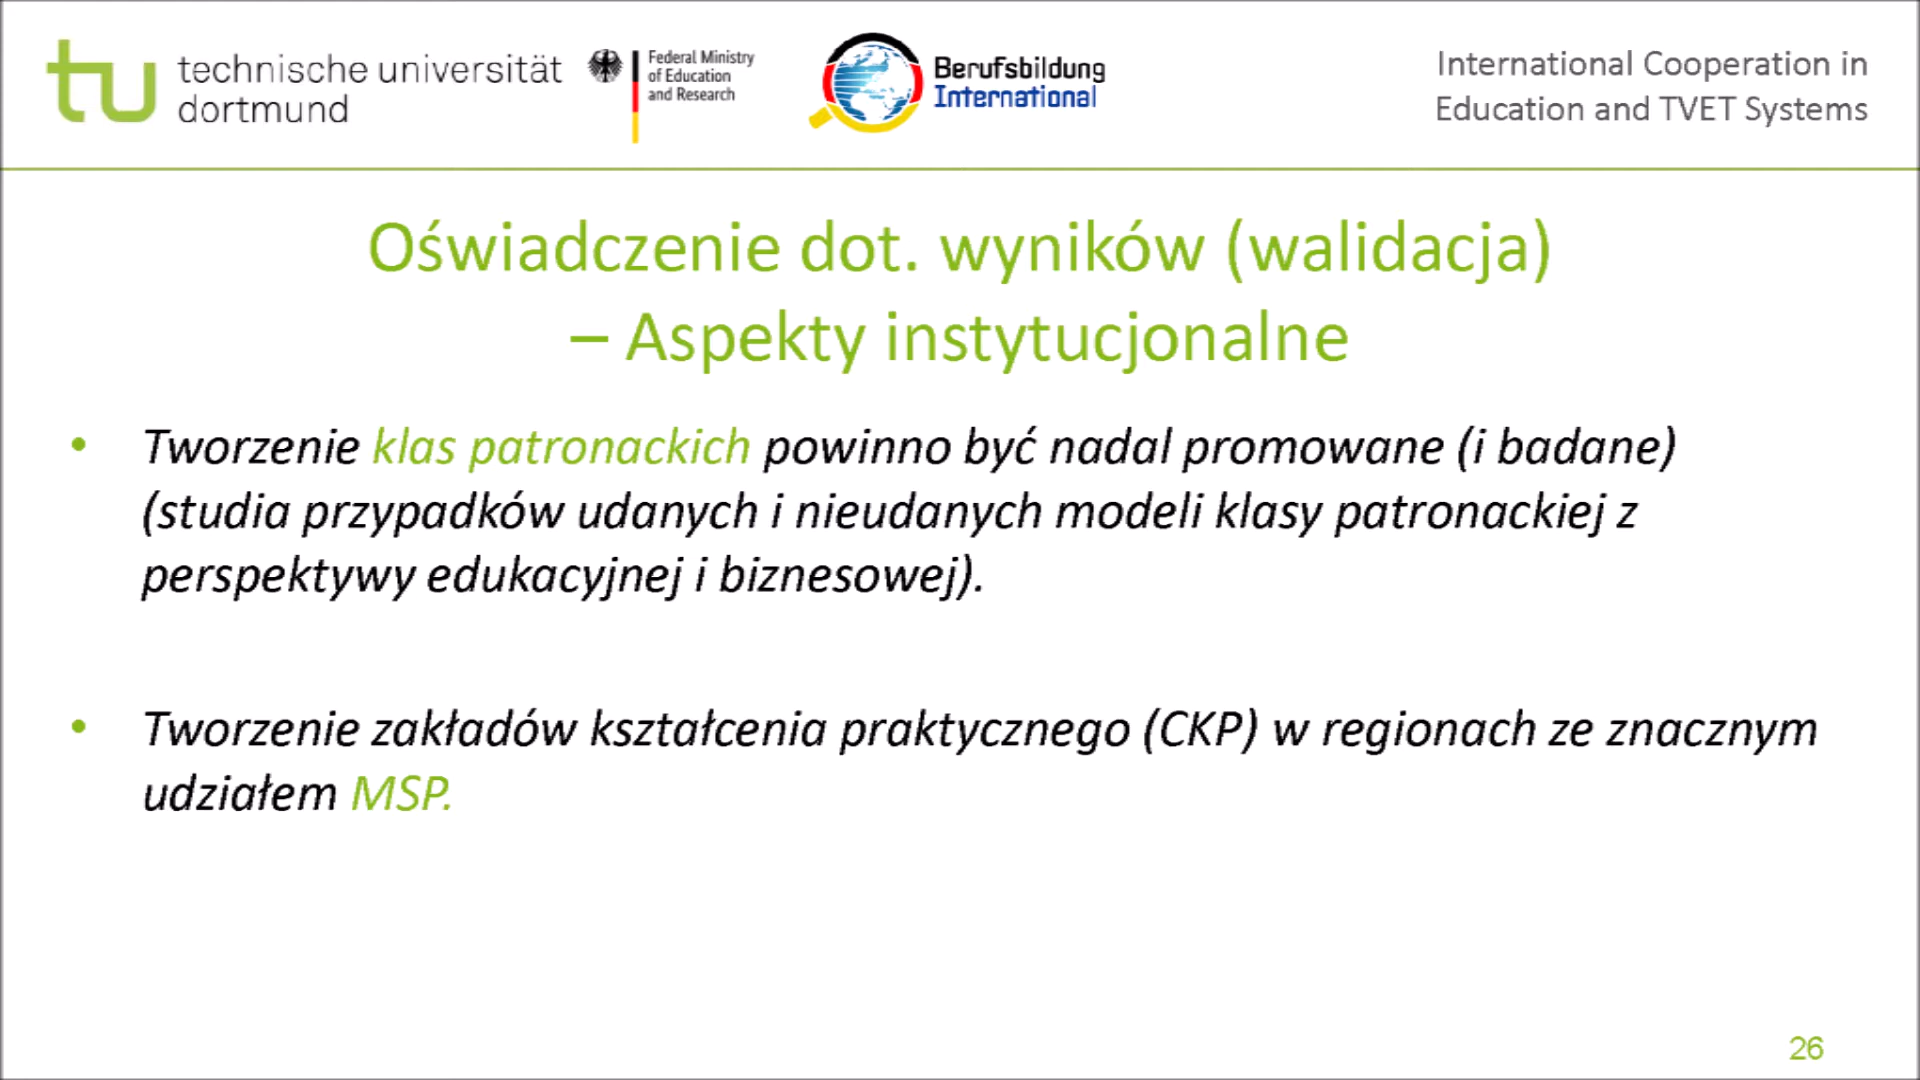 technische universität
dortmund
Federal Ministry
of Education
and Research
Berufsbildung
International
International Cooperation in
Education and TVET Systems
Oświadczenie dot. wyników (walidacja)
– Aspekty instytucjonalne
• Tworzenie klas patronackich powinno być nadal promowane (i badane)
(studia przypadków udanych i nieudanych modeli klasy patronackiej z
perspektywy edukacyjnej i biznesowej).
• Tworzenie zakładów kształcenia praktycznego (CKP) w regionach ze znacznym
udziałem MSP.
26